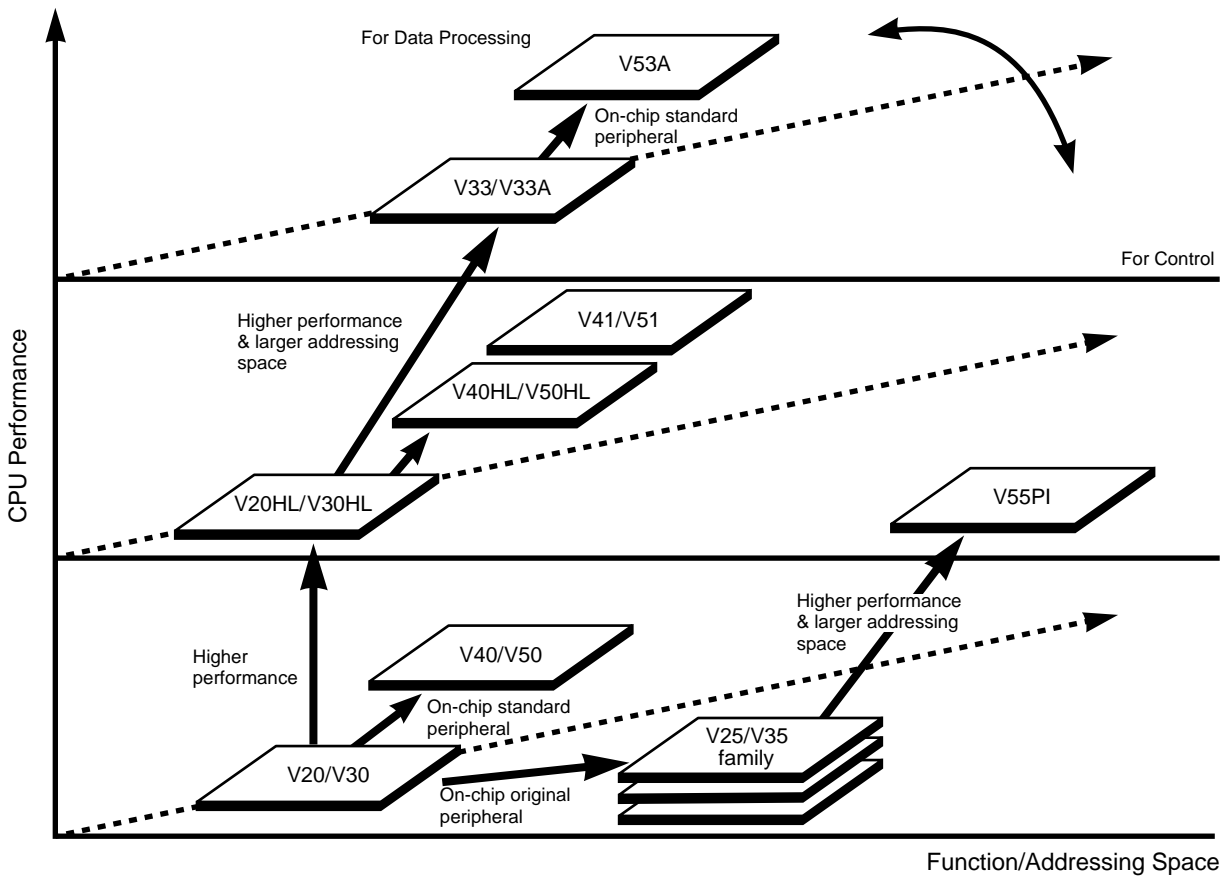 For Data Processing
V53A
On-chip standard
peripheral
V33/V33A
For Control
Higher performance
& larger addressing
space
V41/V51
V40HL/V50HL
V20HL/V30HL
V55PI
CPU Performance
Higher performance
& larger addressing
space
Higher
performance
V40/V50
On-chip standard
peripheral
V25/V35
family
V20/V30
On-chip original
peripheral
Function/Addressing Space